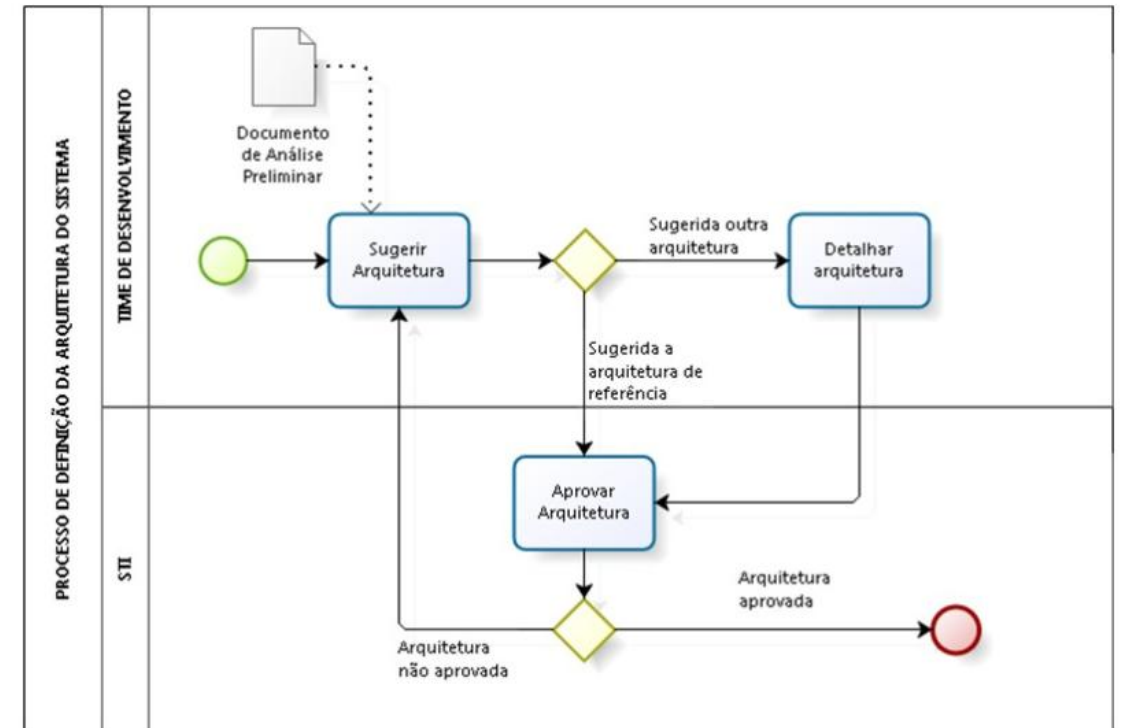 PROCESSO DE DEFINIÇÃO DA ARQUITETURA DO SISTEMA
TIME DE DESENVOLVIMENTO
Documento
de Análise
Preliminar
Sugerir
Arquitetura
Sugerida outra
arquitetura
Detalhar
arquitetura
Sugerida a
arquitetura de
referência
STI
Aprovar
Arquitetura
Arquitetura
aprovada
Arquitetura
não aprovada